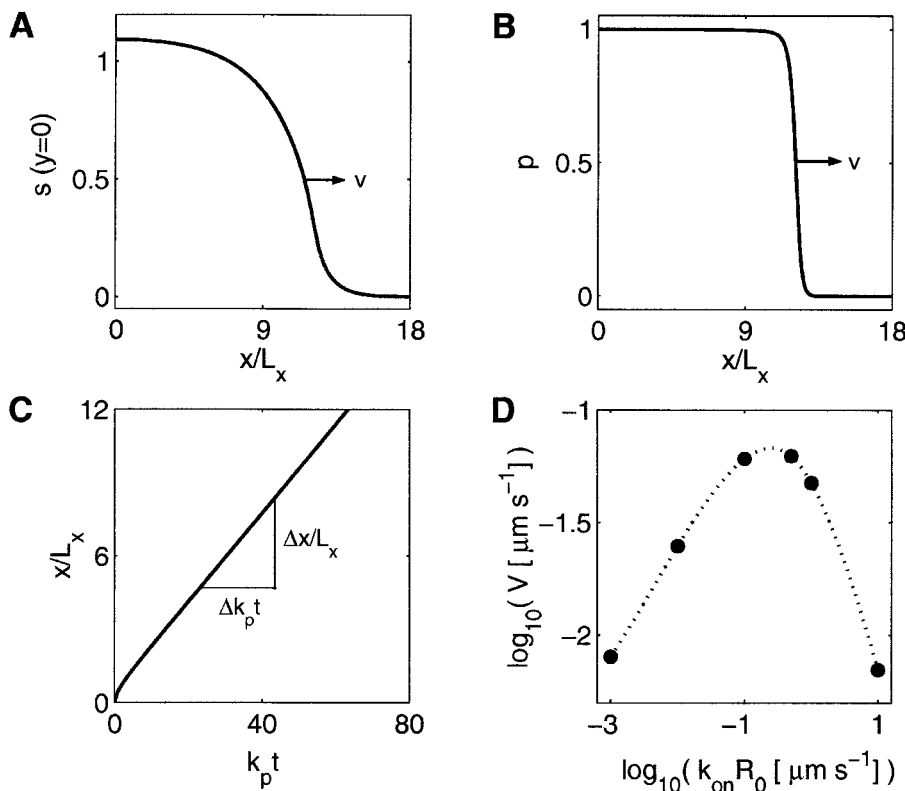 A
s (y=0)
1
0.5
0
v
0
9
18
x/L_x
B
p
1
0.5
0
v
0
9
18
x/L_x
C
x/L_x
12
6
0
Δx/L_x
Δk_p t
0
40
80
k_p t
D
log_10( V [ μm s^−1] )
−1
−1.5
−2
−3
−1
1
log_10( k_on R_0 [ μm s^−1] )